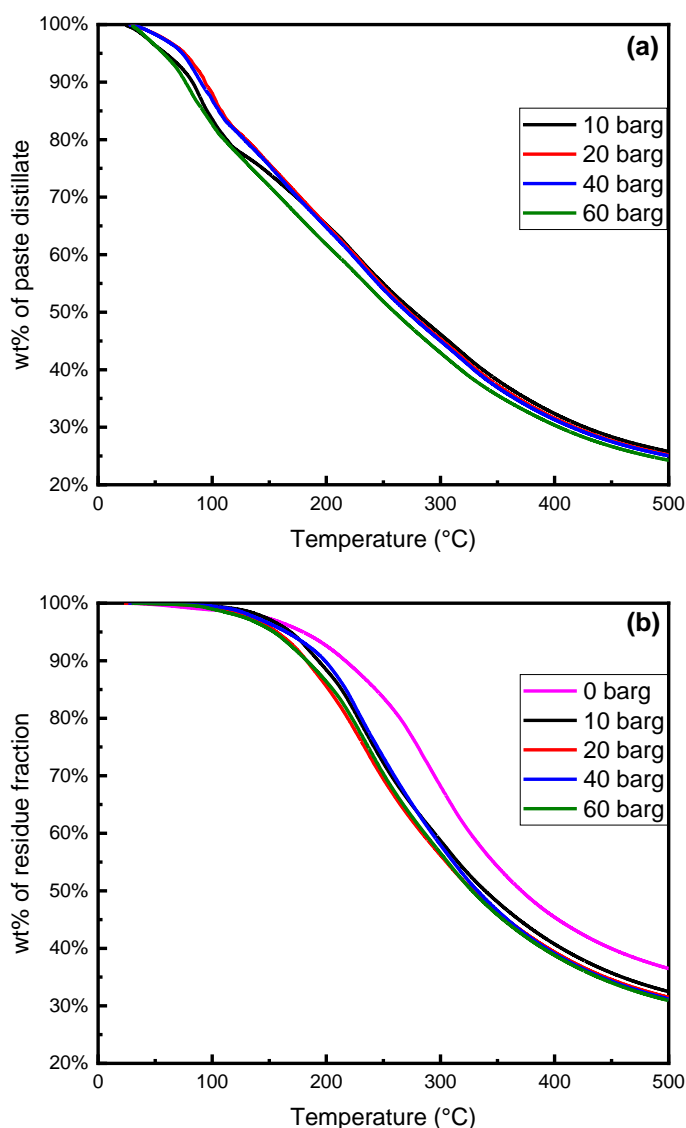 (a)
100%
90%
80%
70%
60%
50%
40%
30%
20%
wt% of paste distillate
10 barg
20 barg
40 barg
60 barg
0 100 200 300 400 500
Temperature (°C)
(b)
100%
90%
80%
70%
60%
50%
40%
30%
20%
wt% of residue fraction
0 barg
10 barg
20 barg
40 barg
60 barg
0 100 200 300 400 500
Temperature (°C)